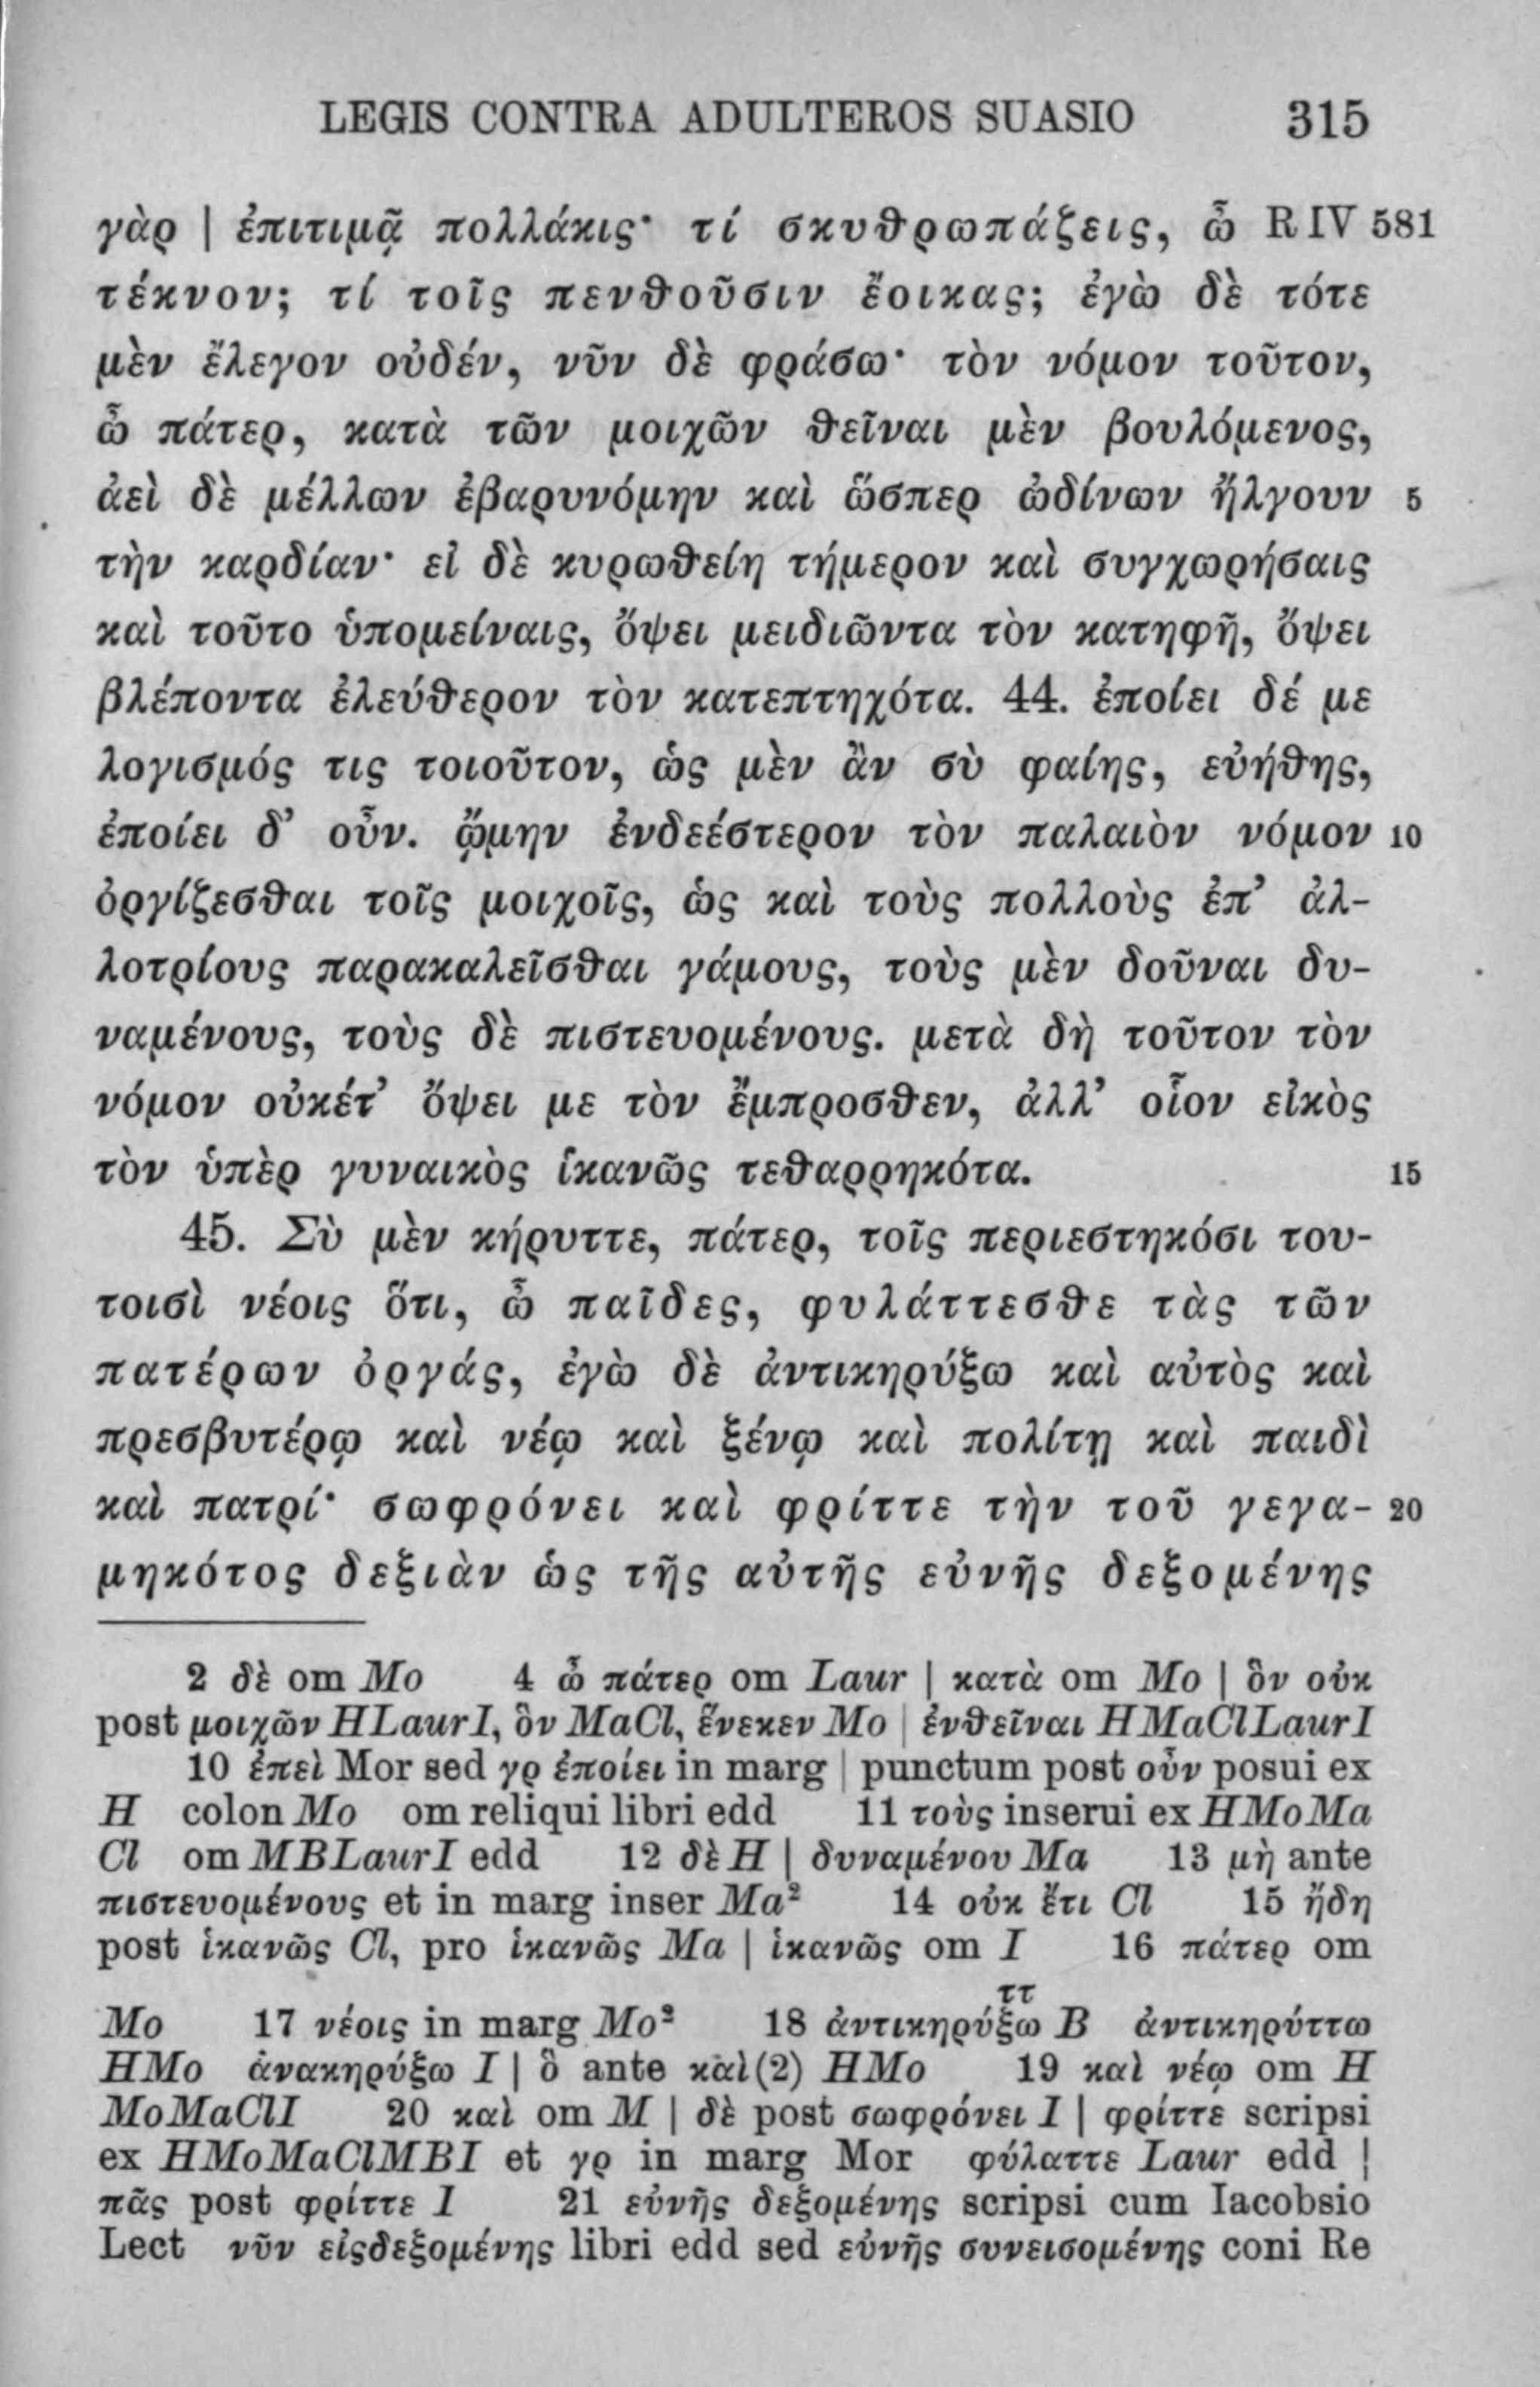 LEGIS CONTRA ADULTEROS SUASIO 315
γὰρ | ἐπιτιμᾷ πολλάκις· τί σκυθρωπάζεις, ὦ R IV 581
τέκνον; τί τοῖς πενθοῦσιν ἔοικας; ἐγὼ δὲ τότε
μὲν ἔλεγον οὐδέν, νῦν δὲ φράσω· τὸν νόμον τοῦτον,
ὦ πάτερ, κατὰ τῶν μοιχῶν θεῖναι μὲν βουλόμενος,
ἀεὶ δὲ μέλλων ἐβαρυνόμην καὶ ὥσπερ ὠδίνων ἤλγουν 5
τὴν καρδίαν· εἰ δὲ κυρωθείη τήμερον καὶ συγχωρήσαις
καὶ τοῦτο ὑπομείναις, ὄψει μειδιῶντα τὸν κατηφῆ, ὄψει
βλέποντα ἐλεύθερον τὸν κατεπτηχότα. 44. ἐποίει δέ με
λογισμός τις τοιοῦτον, ὡς μὲν ἂν σὺ φαίης, εὐήθης,
ἐποίει δ’ οὖν. ᾤμην ἐνδεέστερον τὸν παλαιὸν νόμον 10
ὀργίζεσθαι τοῖς μοιχοῖς, ὡς καὶ τοὺς πολλοὺς ἐπ’ ἀλ-
λοτρίους παρακαλεῖσθαι γάμους, τοὺς μὲν δοῦναι δυ-
ναμένους, τοὺς δὲ πιστευομένους. μετὰ δὴ τοῦτον τὸν
νόμον οὐκέτ’ ὄψει με τὸν ἔμπροσθεν, ἀλλ’ οἷον εἰκὸς
τὸν ὑπὲρ γυναικὸς ἱκανῶς τεθαρρηκότα. 15
45. Σὺ μὲν κήρυττε, πάτερ, τοῖς περιεστηκόσι του-
τοισὶ νέοις ὅτι, ὦ παῖδες, φυλάττεσθε τὰς τῶν
πατέρων ὀργάς, ἐγὼ δὲ ἀντικηρύξω καὶ αὐτὸς καὶ
πρεσβυτέρῳ καὶ νέῳ καὶ ξένῳ καὶ πολίτῃ καὶ παιδὶ
καὶ πατρί· σωφρόνει καὶ φρίττε τὴν τοῦ γεγα- 20
μηκότος δεξιὰν ὡς τῆς αὐτῆς εὐνῆς δεξομένης
2 δὲ om Mo 4 ὦ πάτερ om Laur | κατὰ om Mo | ὃν οὐκ
post μοιχῶν HLaurI, ὃν MaCl, ἕνεκεν Mo | ἐνθεῖναι HMaClLaurI
10 ἐπεὶ Mor sed γρ ἐποίει in marg | punctum post οὖν posui ex
H colon Mo om reliqui libri edd 11 τοὺς inserui ex HMoMa
Cl om MBLaurI edd 12 δὲ H | δυναμένου Ma 13 μὴ ante
πιστευομένους et in marg inser Ma² 14 οὐκ ἔτι Cl 15 ἤδη
post ἱκανῶς Cl, pro ἱκανῶς Ma | ἱκανῶς om I 16 πάτερ om
ττ
Mo 17 νέοις in marg Mo² 18 ἀντικηρύξω B ἀντικηρύττω
HMo ἀνακηρύξω I | ὃ ante καὶ(2) HMo 19 καὶ νέῳ om H
MoMaClI 20 καὶ om M | δὲ post σωφρόνει I | φρίττε scripsi
ex HMoMaClMBI et γρ in marg Mor φύλαττε Laur edd |
πᾶς post φρίττε I 21 εὐνῆς δεξομένης scripsi cum Iacobsio
Lect νῦν εἰςδεξομένης libri edd sed εὐνῆς συνεισομένης coni Re